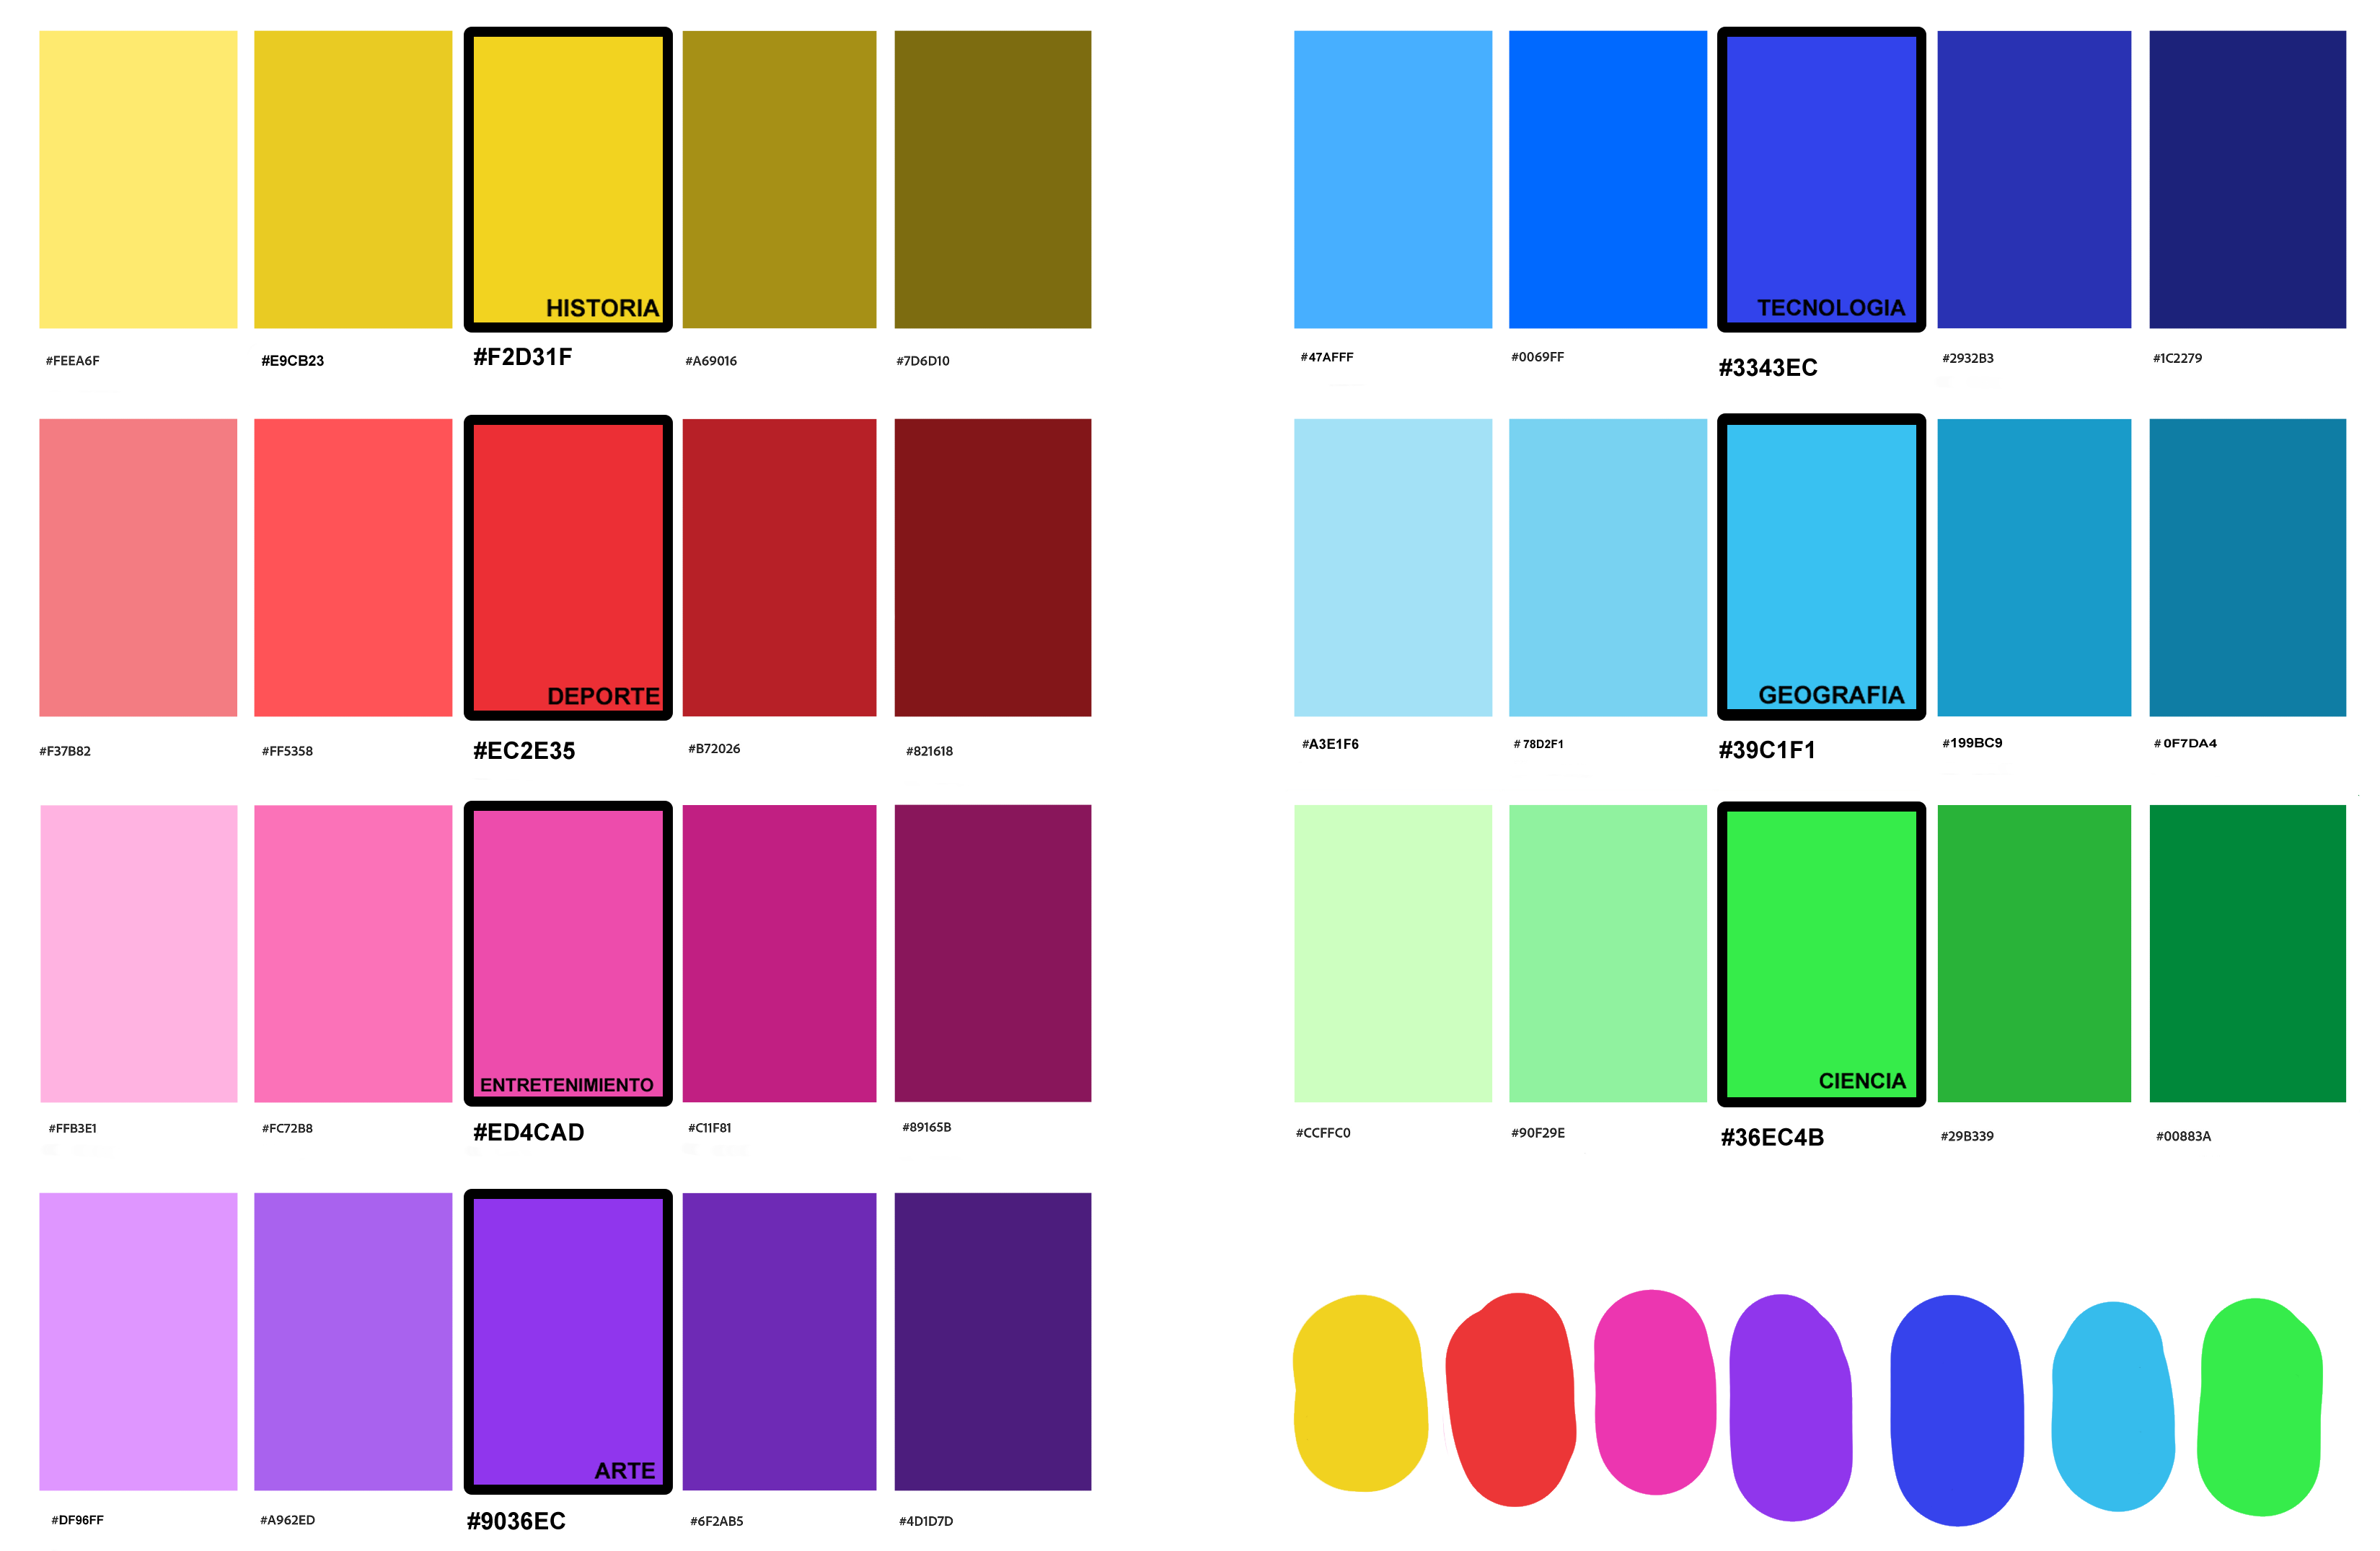 HISTORIA
#FEEA6F
#E9CB23
#F2D31F
#A69016
#7D6D10
DEPORTE
#F37B82
#FF5358
#EC2E35
#B72026
#821618
ENTRETENIMIENTO
#FFB3E1
#FC72B8
#ED4CAD
#C11F81
#89165B
ARTE
#DF96FF
#A962ED
#9036EC
#6F2AB5
#4D1D7D
TECNOLOGIA
#47AFFF
#0069FF
#3343EC
#2932B3
#1C2279
GEOGRAFIA
#A3E1F6
# 78D2F1
#39C1F1
#199BC9
# 0F7DA4
CIENCIA
#CCFFC0
#90F29E
#36EC4B
#29B339
#00883A